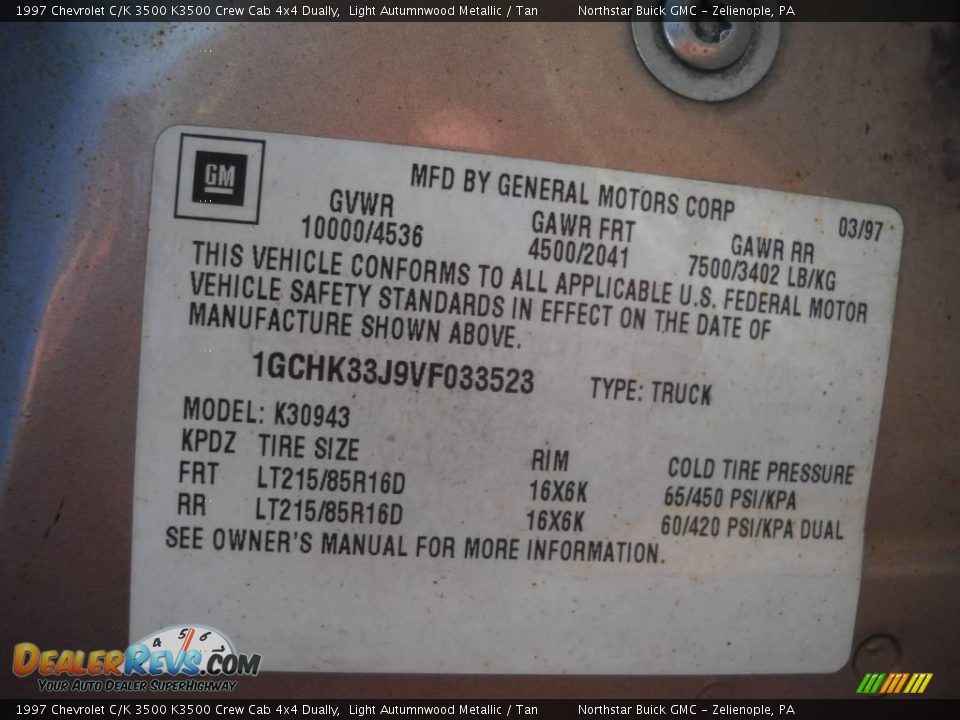 1997 Chevrolet C/K 3500 K3500 Crew Cab 4x4 Dually, Light Autumnwood Metallic / Tan Northstar Buick GMC - Zelienople, PA
GM
MFD BY GENERAL MOTORS CORP 03/97
GVWR GAWR FRT GAWR RR
10000/4536 4500/2041 7500/3402 LB/KG
THIS VEHICLE CONFORMS TO ALL APPLICABLE U.S. FEDERAL MOTOR
VEHICLE SAFETY STANDARDS IN EFFECT ON THE DATE OF
MANUFACTURE SHOWN ABOVE.
1GCHK33J9VF033523 TYPE: TRUCK
MODEL: K30943
KPDZ TIRE SIZE RIM COLD TIRE PRESSURE
FRT LT215/85R16D 16X6K 65/450 PSI/KPA
RR LT215/85R16D 16X6K 60/420 PSI/KPA DUAL
SEE OWNER'S MANUAL FOR MORE INFORMATION.
4 5 6 7
DEALERREVS.COM
Your Auto Dealer SuperHighway
1997 Chevrolet C/K 3500 K3500 Crew Cab 4x4 Dually, Light Autumnwood Metallic / Tan Northstar Buick GMC - Zelienople, PA